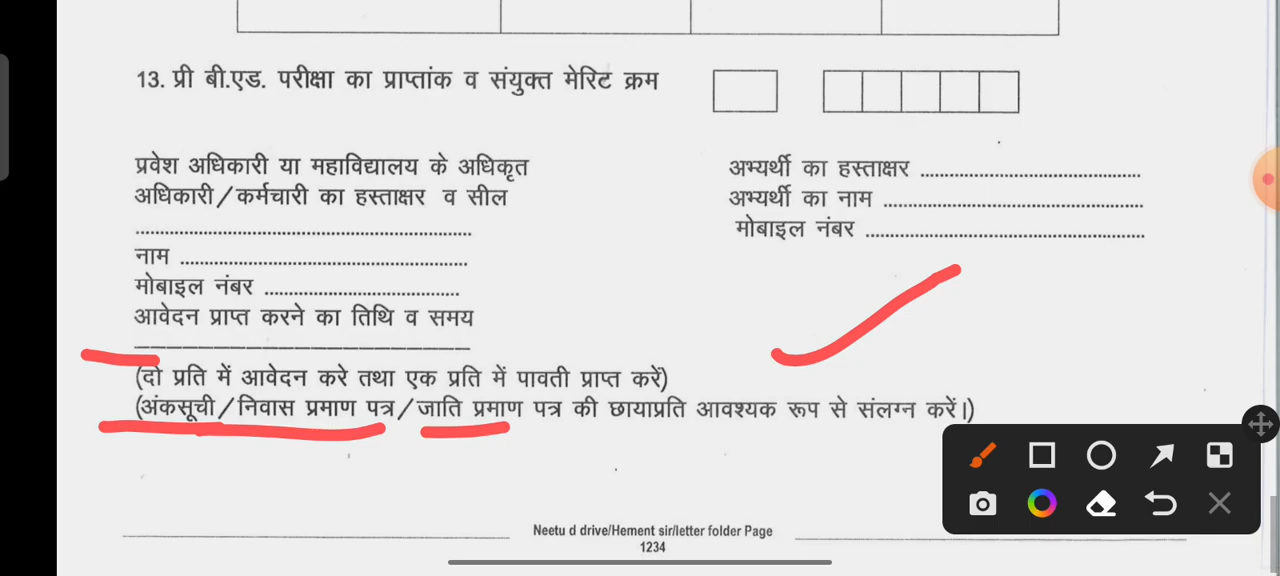 13. प्री बी.एड. परीक्षा का प्राप्तांक व संयुक्त मेरिट क्रम
प्रवेश अधिकारी या महाविद्यालय के अधिकृत
अधिकारी/कर्मचारी का हस्ताक्षर व सील
नाम ..................................................
मोबाइल नंबर ..................................
आवेदन प्राप्त करने का तिथि व समय
अभ्यर्थी का हस्ताक्षर ......................................
अभ्यर्थी का नाम .............................................
मोबाइल नंबर ................................................
(दो प्रति में आवेदन करे तथा एक प्रति में पावती प्राप्त करें)
(अंकसूची/निवास प्रमाण पत्र/जाति प्रमाण पत्र की छायाप्रति आवश्यक रूप से संलग्न करें।)
Neetu d drive/Hement sir/letter folder Page
1234